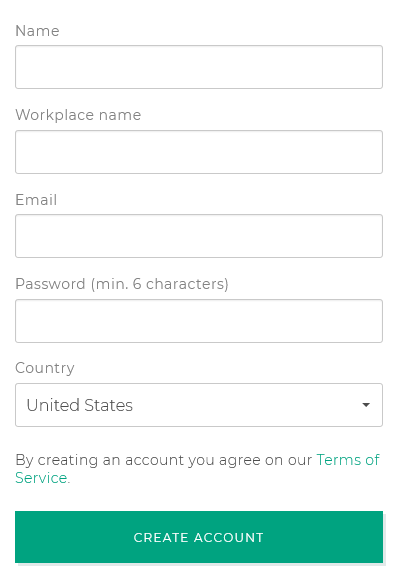 Name
Workplace name
Email
Password (min. 6 characters)
Country
United States
By creating an account you agree on our Terms of
Service.
CREATE ACCOUNT